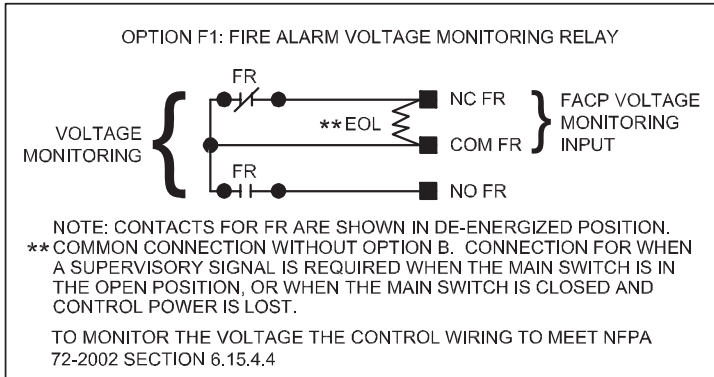 OPTION F1: FIRE ALARM VOLTAGE MONITORING RELAY
FR
NC FR
**EOL
COM FR
FACP VOLTAGE
MONITORING
INPUT
VOLTAGE
MONITORING
FR
NO FR
NOTE: CONTACTS FOR FR ARE SHOWN IN DE-ENERGIZED POSITION.
**COMMON CONNECTION WITHOUT OPTION B. CONNECTION FOR WHEN
A SUPERVISORY SIGNAL IS REQUIRED WHEN THE MAIN SWITCH IS IN
THE OPEN POSITION, OR WHEN THE MAIN SWITCH IS CLOSED AND
CONTROL POWER IS LOST.
TO MONITOR THE VOLTAGE THE CONTROL WIRING TO MEET NFPA
72-2002 SECTION 6.15.4.4